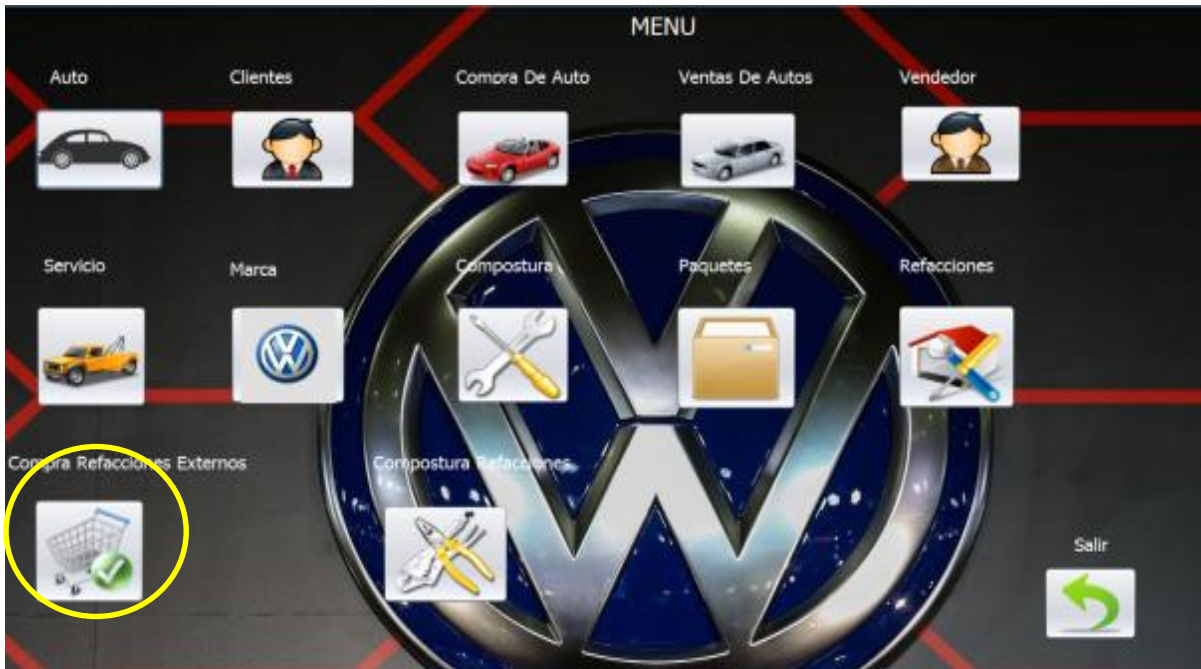 MENU
Auto
Clientes
Compra De Auto
Ventas De Autos
Vendedor
Servicio
Marca
Compostura
Paquetes
Refacciones
Compra Refacciones Externos
Compostura Refacciones
Salir